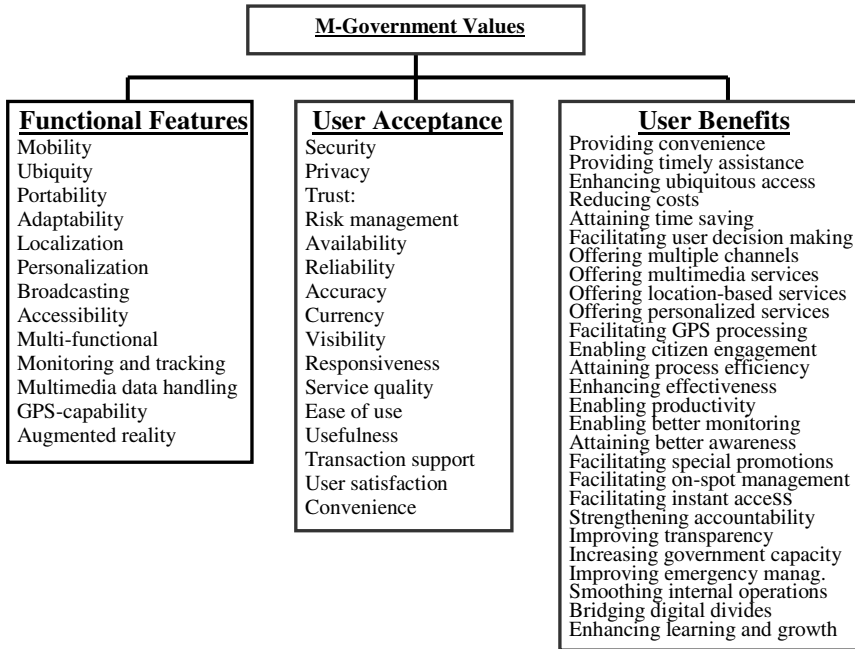 M-Government Values
Functional Features
Mobility
Ubiquity
Portability
Adaptability
Localization
Personalization
Broadcasting
Accessibility
Multi-functional
Monitoring and tracking
Multimedia data handling
GPS-capability
Augmented reality
User Acceptance
Security
Privacy
Trust:
Risk management
Availability
Reliability
Accuracy
Currency
Visibility
Responsiveness
Service quality
Ease of use
Usefulness
Transaction support
User satisfaction
Convenience
User Benefits
Providing convenience
Providing timely assistance
Enhancing ubiquitous access
Reducing costs
Attaining time saving
Facilitating user decision making
Offering multiple channels
Offering multimedia services
Offering location-based services
Offering personalized services
Facilitating GPS processing
Enabling citizen engagement
Attaining process efficiency
Enhancing effectiveness
Enabling productivity
Enabling better monitoring
Attaining better awareness
Facilitating special promotions
Facilitating on-spot management
Facilitating instant access
Strengthening accountability
Improving transparency
Increasing government capacity
Improving emergency manag.
Smoothing internal operations
Bridging digital divides
Enhancing learning and growth